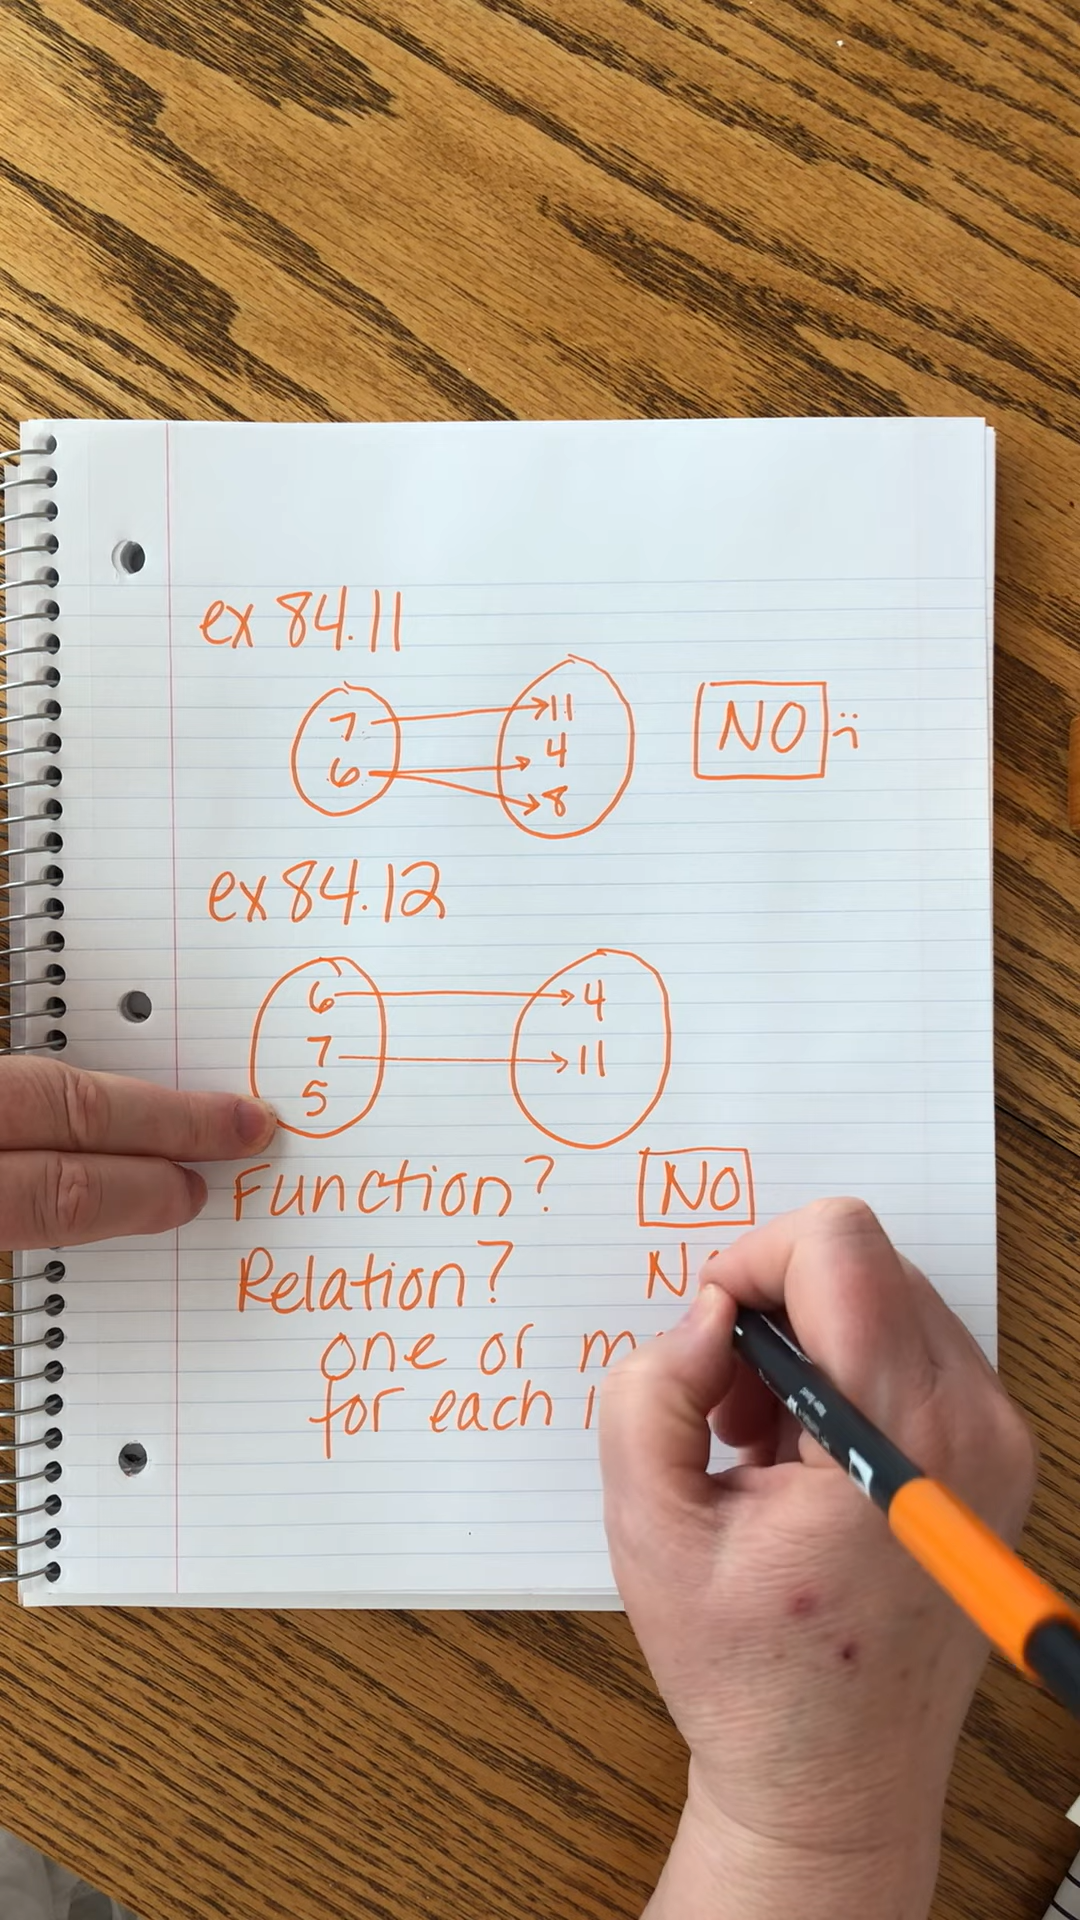 ex 84.11
7 11
6 4
8
NO
ex 84.12
6 4
7 11
5
Function? NO
Relation?
one or
for each